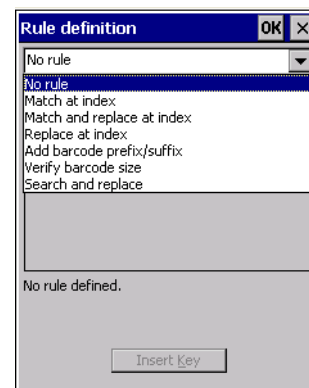 Rule definition OK ×
No rule
No rule
Match at index
Match and replace at index
Replace at index
Add barcode prefix/suffix
Verify barcode size
Search and replace
No rule defined.
Insert Key